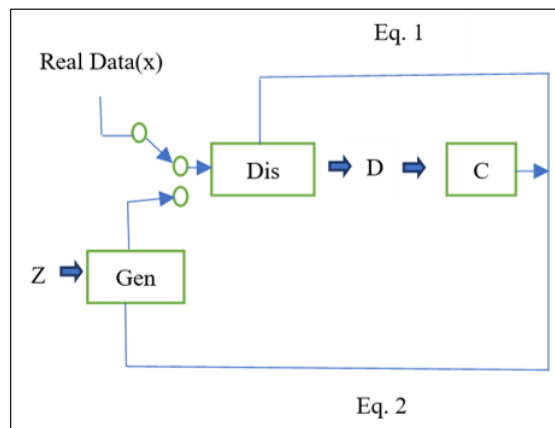 Eq. 1
Real Data(x)
Dis
D
C
Z
Gen
Eq. 2